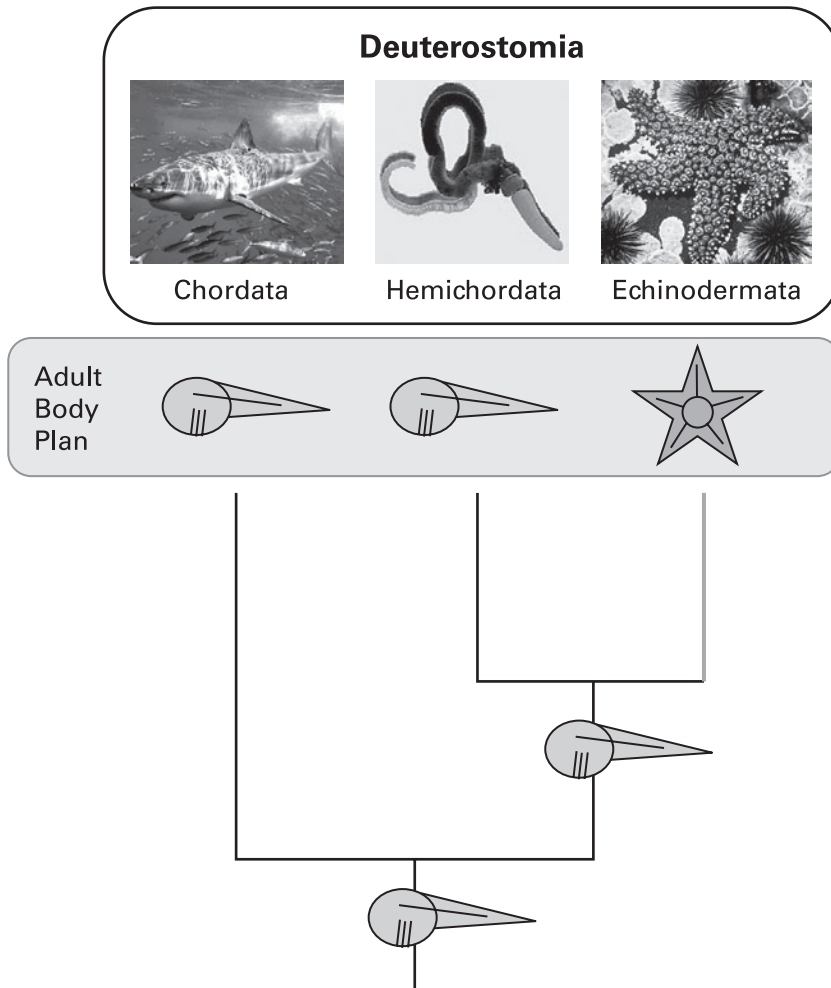 Deuterostomia
Chordata
Hemichordata
Echinodermata
Adult
Body
Plan